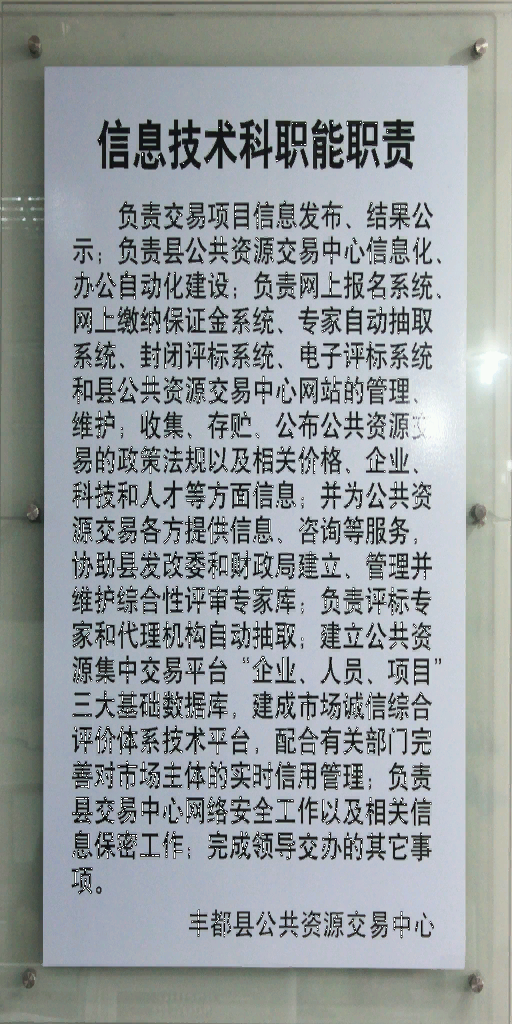 信息技术科职能职责
负责交易项目信息发布、结果公
示；负责县公共资源交易中心信息化、
办公自动化建设；负责网上报名系统、
网上缴纳保证金系统、专家自动抽取
系统、封闭评标系统、电子评标系统
和县公共资源交易中心网站的管理、
维护；收集、存贮、公布公共资源交
易的政策法规以及相关价格、企业、
科技和人才等方面信息；并为公共资
源交易各方提供信息、咨询等服务，
协助县发改委和财政局建立、管理并
维护综合性评审专家库；负责评标专
家和代理机构自动抽取；建立公共资
源集中交易平台“企业、人员、项目”
三大基础数据库，建成市场诚信综合
评价体系技术平台，配合有关部门完
善对市场主体的实时信用管理；负责
县交易中心网络安全工作以及相关信
息保密工作；完成领导交办的其它事
项。
丰都县公共资源交易中心